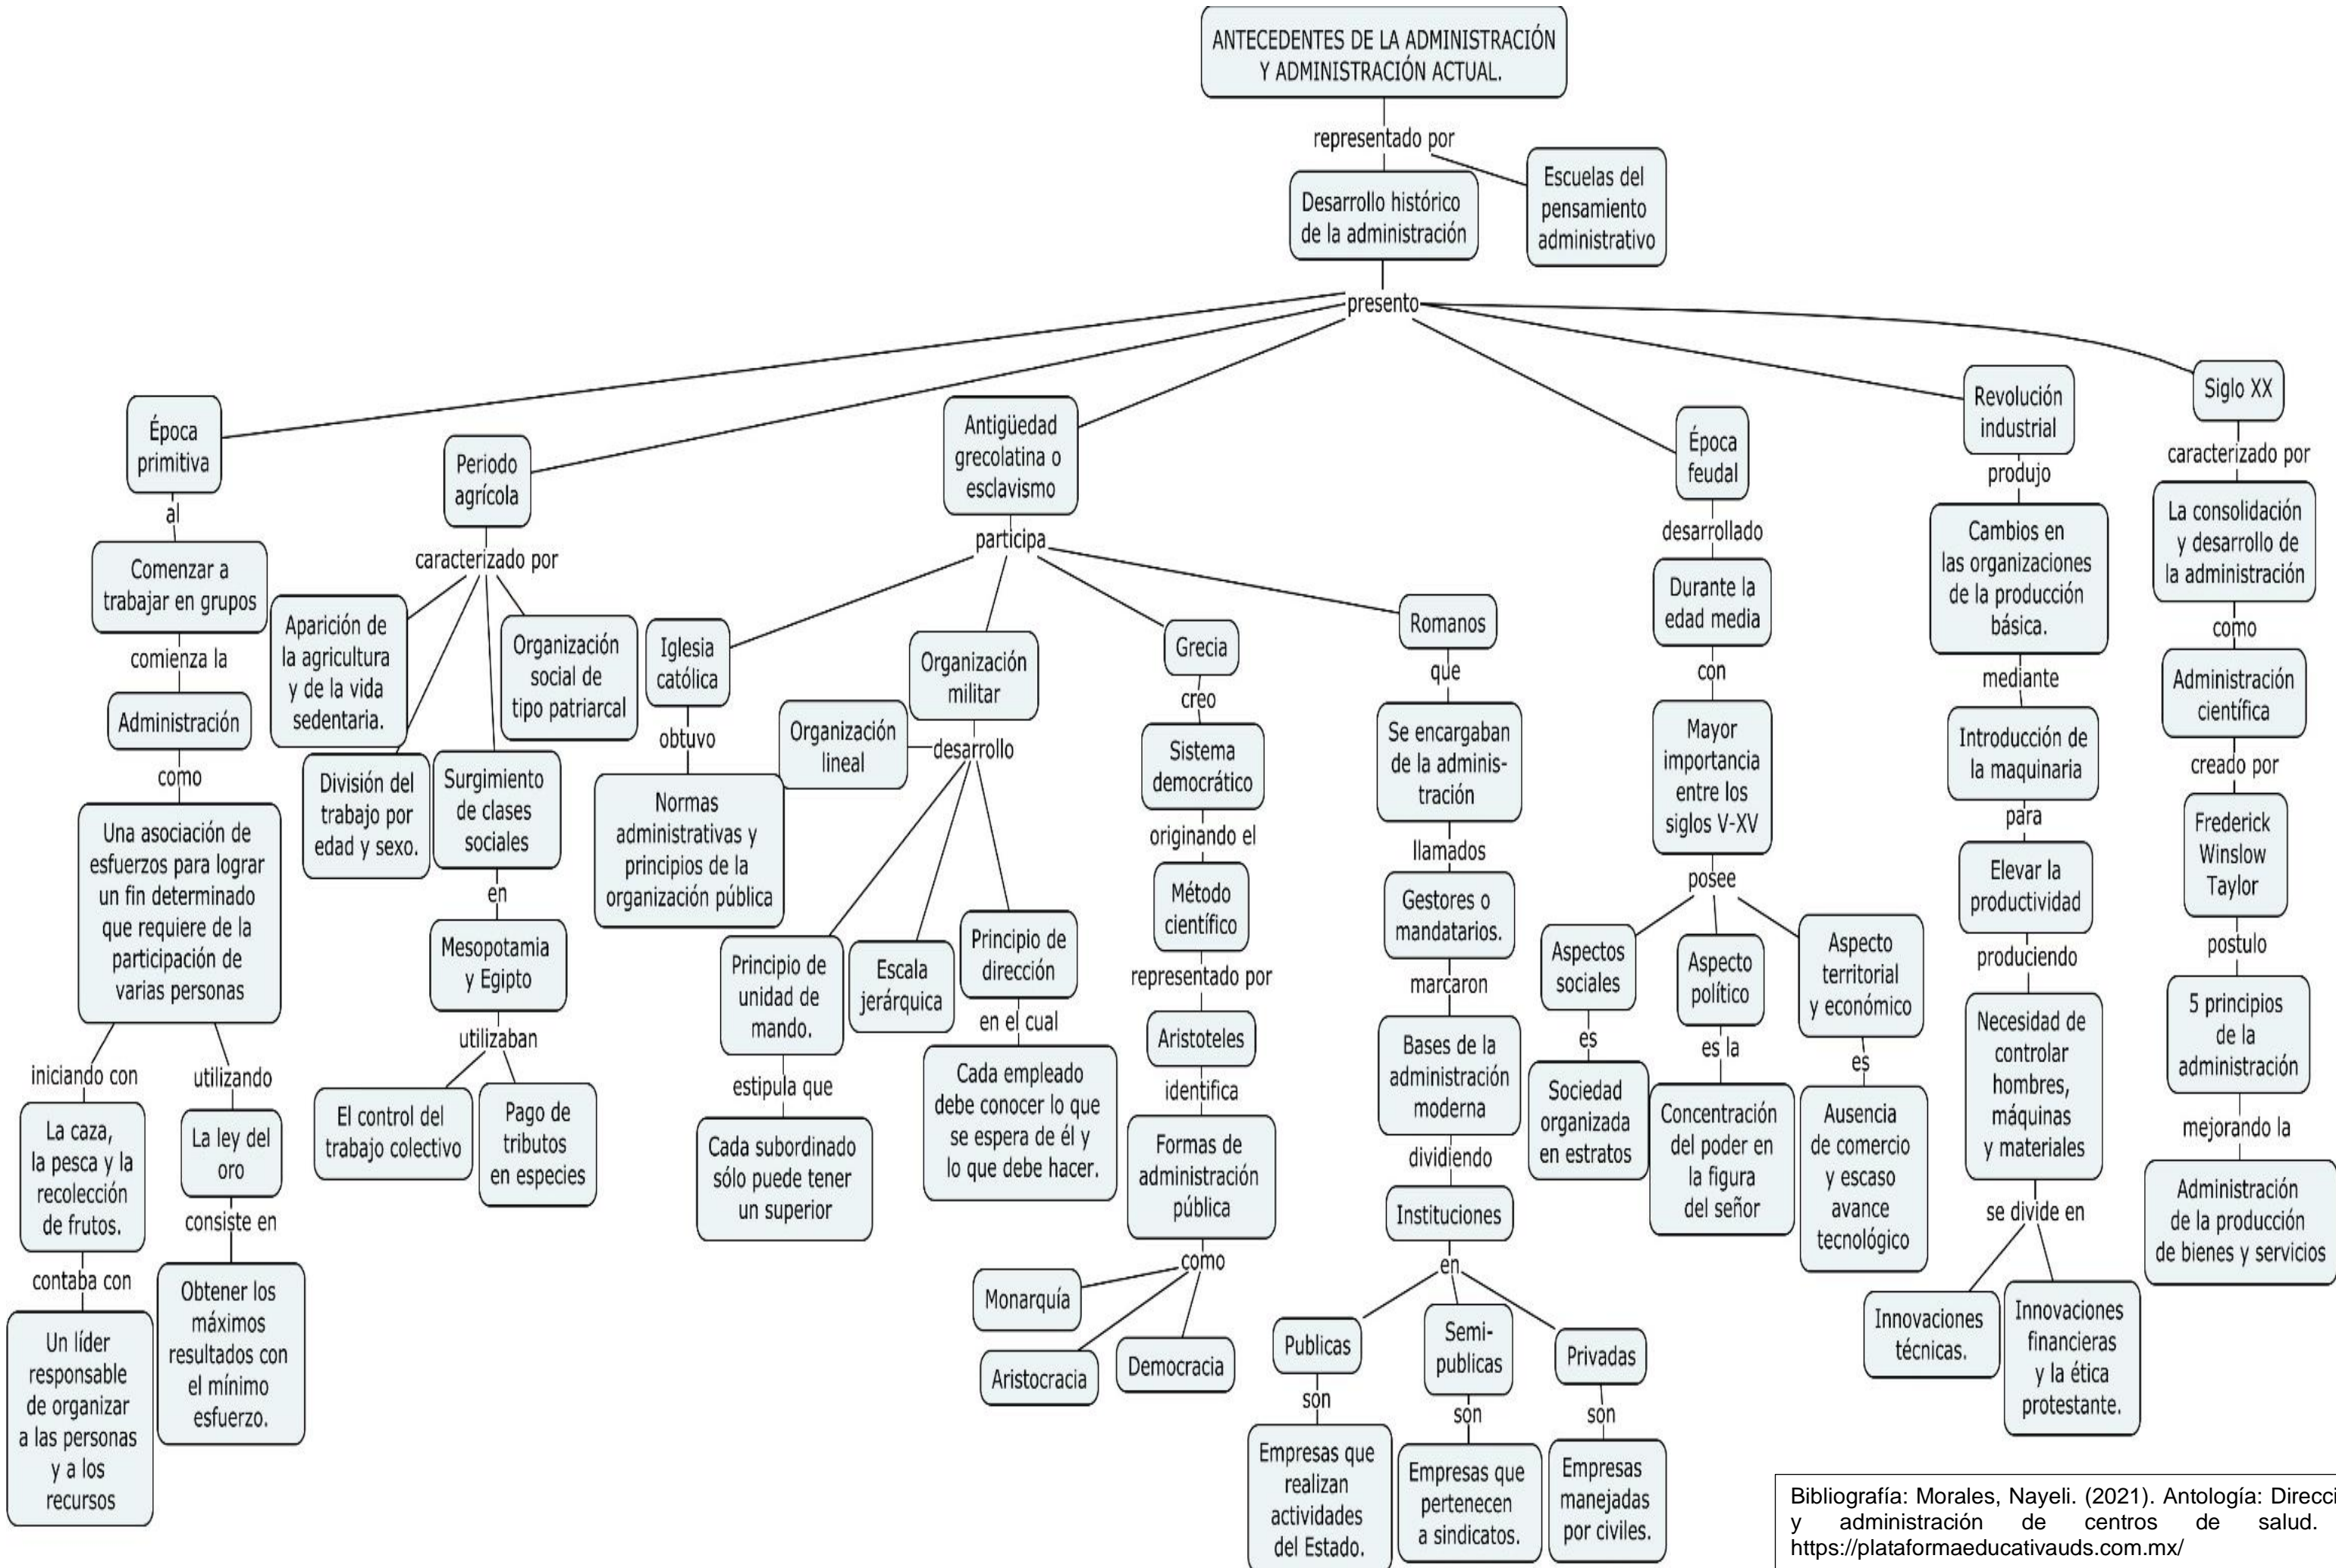 ANTECEDENTES DE LA ADMINISTRACIÓN
Y ADMINISTRACIÓN ACTUAL.
representado por
Desarrollo histórico
de la administración
Escuelas del
pensamiento
administrativo
presento
Época
primitiva
al
Comenzar a
trabajar en grupos
comienza la
Administración
como
Una asociación de
esfuerzos para lograr
un fin determinado
que requiere de la
participación de
varias personas
iniciando con
La caza,
la pesca y la
recolección
de frutos.
contaba con
Un líder
responsable
de organizar
a las personas
y a los
recursos
utilizando
La ley del
oro
consiste en
Obtener los
máximos
resultados con
el mínimo
esfuerzo.
Periodo
agrícola
caracterizado por
Aparición de
la agricultura
y de la vida
sedentaria.
División del
trabajo por
edad y sexo.
Surgimiento
de clases
sociales
en
Mesopotamia
y Egipto
utilizaban
El control del
trabajo colectivo
Pago de
tributos
en especies
Organización
social de
tipo patriarcal
Antigüedad
grecolatina o
esclavismo
participa
Iglesia
católica
obtuvo
Normas
administrativas y
principios de la
organización pública
Organización
militar
desarrollo
Organización
lineal
Principio de
unidad de
mando.
estipula que
Cada subordinado
sólo puede tener
un superior
Escala
jerárquica
Principio de
dirección
en el cual
Cada empleado
debe conocer lo que
se espera de él y
lo que debe hacer.
Grecia
creo
Sistema
democrático
originando el
Método
científico
representado por
Aristoteles
identifica
Formas de
administración
pública
como
Monarquía
Aristocracia
Democracia
Romanos
que
Se encargaban
de la adminis-
tración
llamados
Gestores o
mandatarios.
marcaron
Bases de la
administración
moderna
dividiendo
Instituciones
en
Publicas
son
Empresas que
realizan
actividades
del Estado.
Semi-
publicas
son
Empresas que
pertenecen
a sindicatos.
Privadas
son
Empresas
manejadas
por civiles.
Época
feudal
desarrollado
Durante la
edad media
con
Mayor
importancia
entre los
siglos V-XV
posee
Aspectos
sociales
es
Sociedad
organizada
en estratos
Aspecto
político
es la
Concentración
del poder en
la figura
del señor
Aspecto
territorial
y económico
es
Ausencia
de comercio
y escaso
avance
tecnológico
Revolución
industrial
produjo
Cambios en
las organizaciones
de la producción
básica.
mediante
Introducción de
la maquinaria
para
Elevar la
productividad
produciendo
Necesidad de
controlar
hombres,
máquinas
y materiales
se divide en
Innovaciones
técnicas.
Innovaciones
financieras
y la ética
protestante.
Siglo XX
caracterizado por
La consolidación
y desarrollo de
la administración
como
Administración
científica
creado por
Frederick
Winslow
Taylor
postulo
5 principios
de la
administración
mejorando la
Administración
de la producción
de bienes y servicios
Bibliografía: Morales, Nayeli. (2021). Antología: Direcci
y administración de centros de salud.
https://plataformaeducativauds.com.mx/